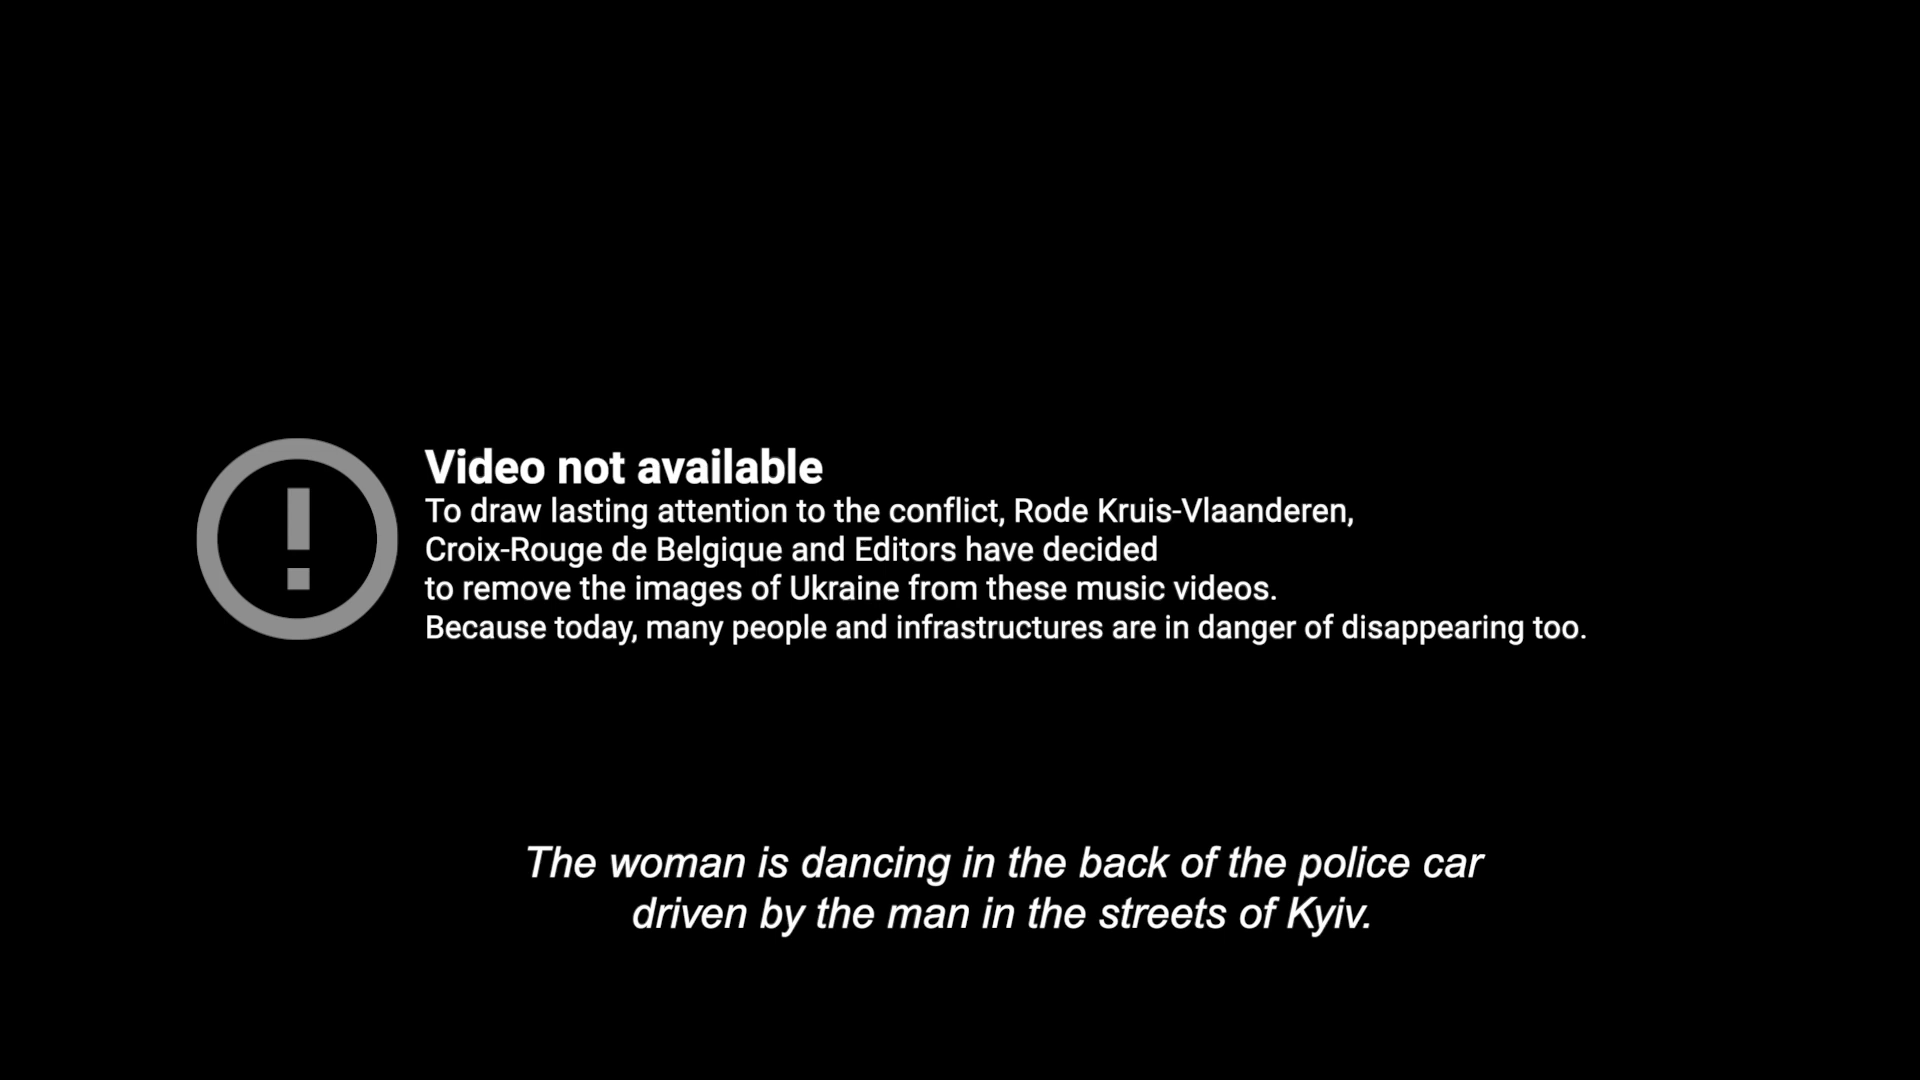 Video not available
To draw lasting attention to the conflict, Rode Kruis-Vlaanderen,
Croix-Rouge de Belgique and Editors have decided
to remove the images of Ukraine from these music videos.
Because today, many people and infrastructures are in danger of disappearing too.
The woman is dancing in the back of the police car
driven by the man in the streets of Kyiv.